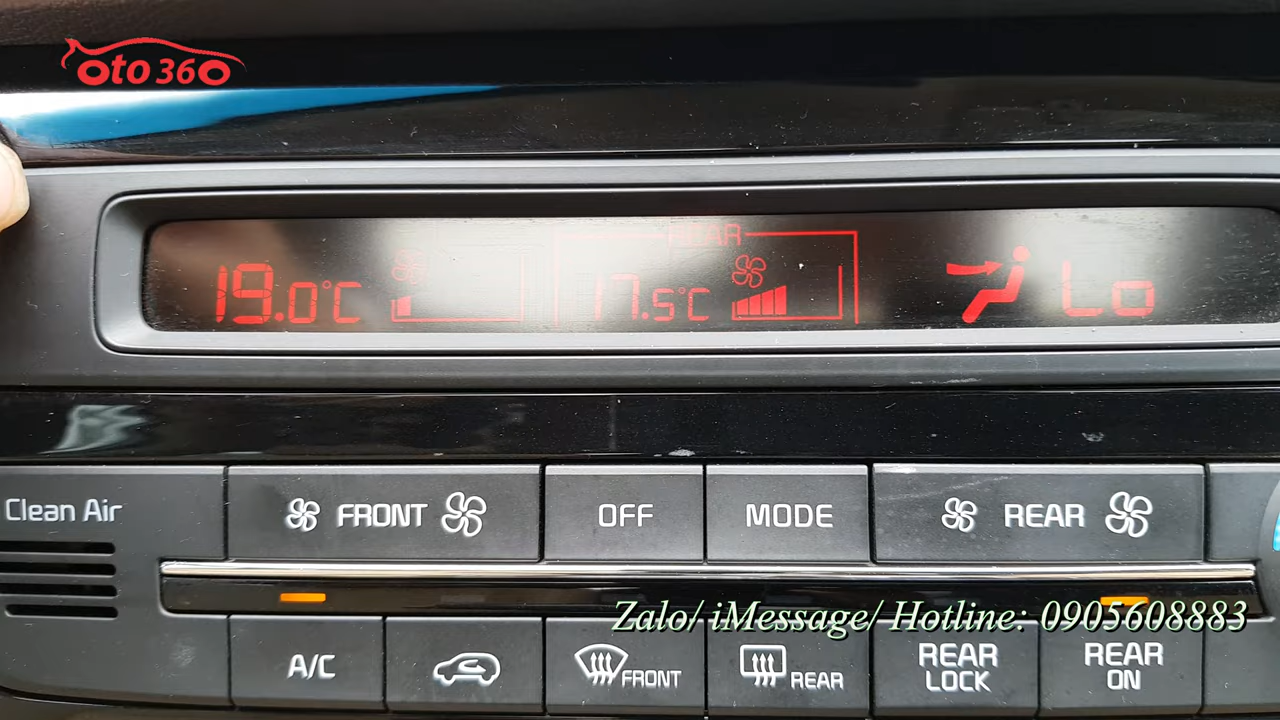 oto 360
REAR
19.0°C
17.5°C
Lo
Clean Air
FRONT
OFF
MODE
REAR
Zalo/ iMessage/ Hotline: 0905608883
A/C
FRONT
REAR
REAR
LOCK
REAR
ON